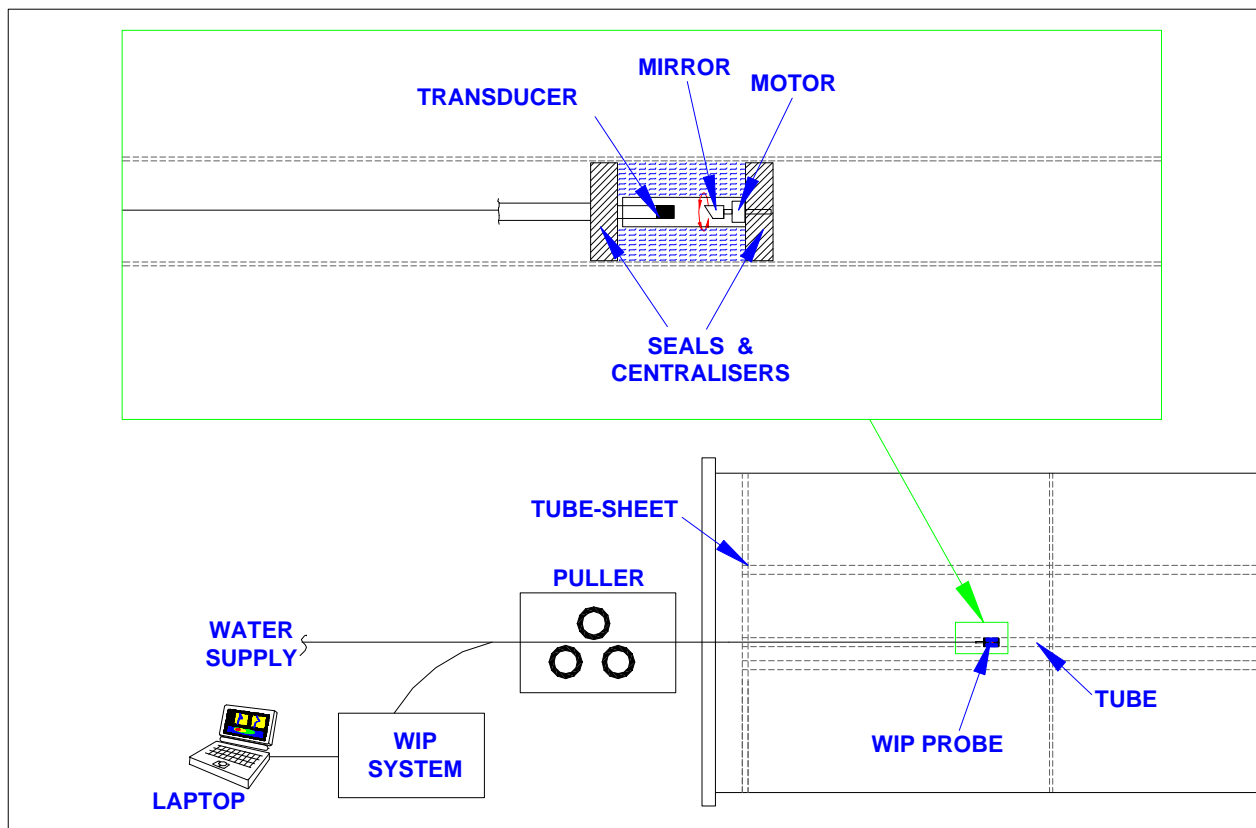 MIRROR
MOTOR
TRANSDUCER
SEALS &
CENTRALISERS
TUBE-SHEET
PULLER
WATER
SUPPLY
TUBE
WIP PROBE
WIP
SYSTEM
LAPTOP